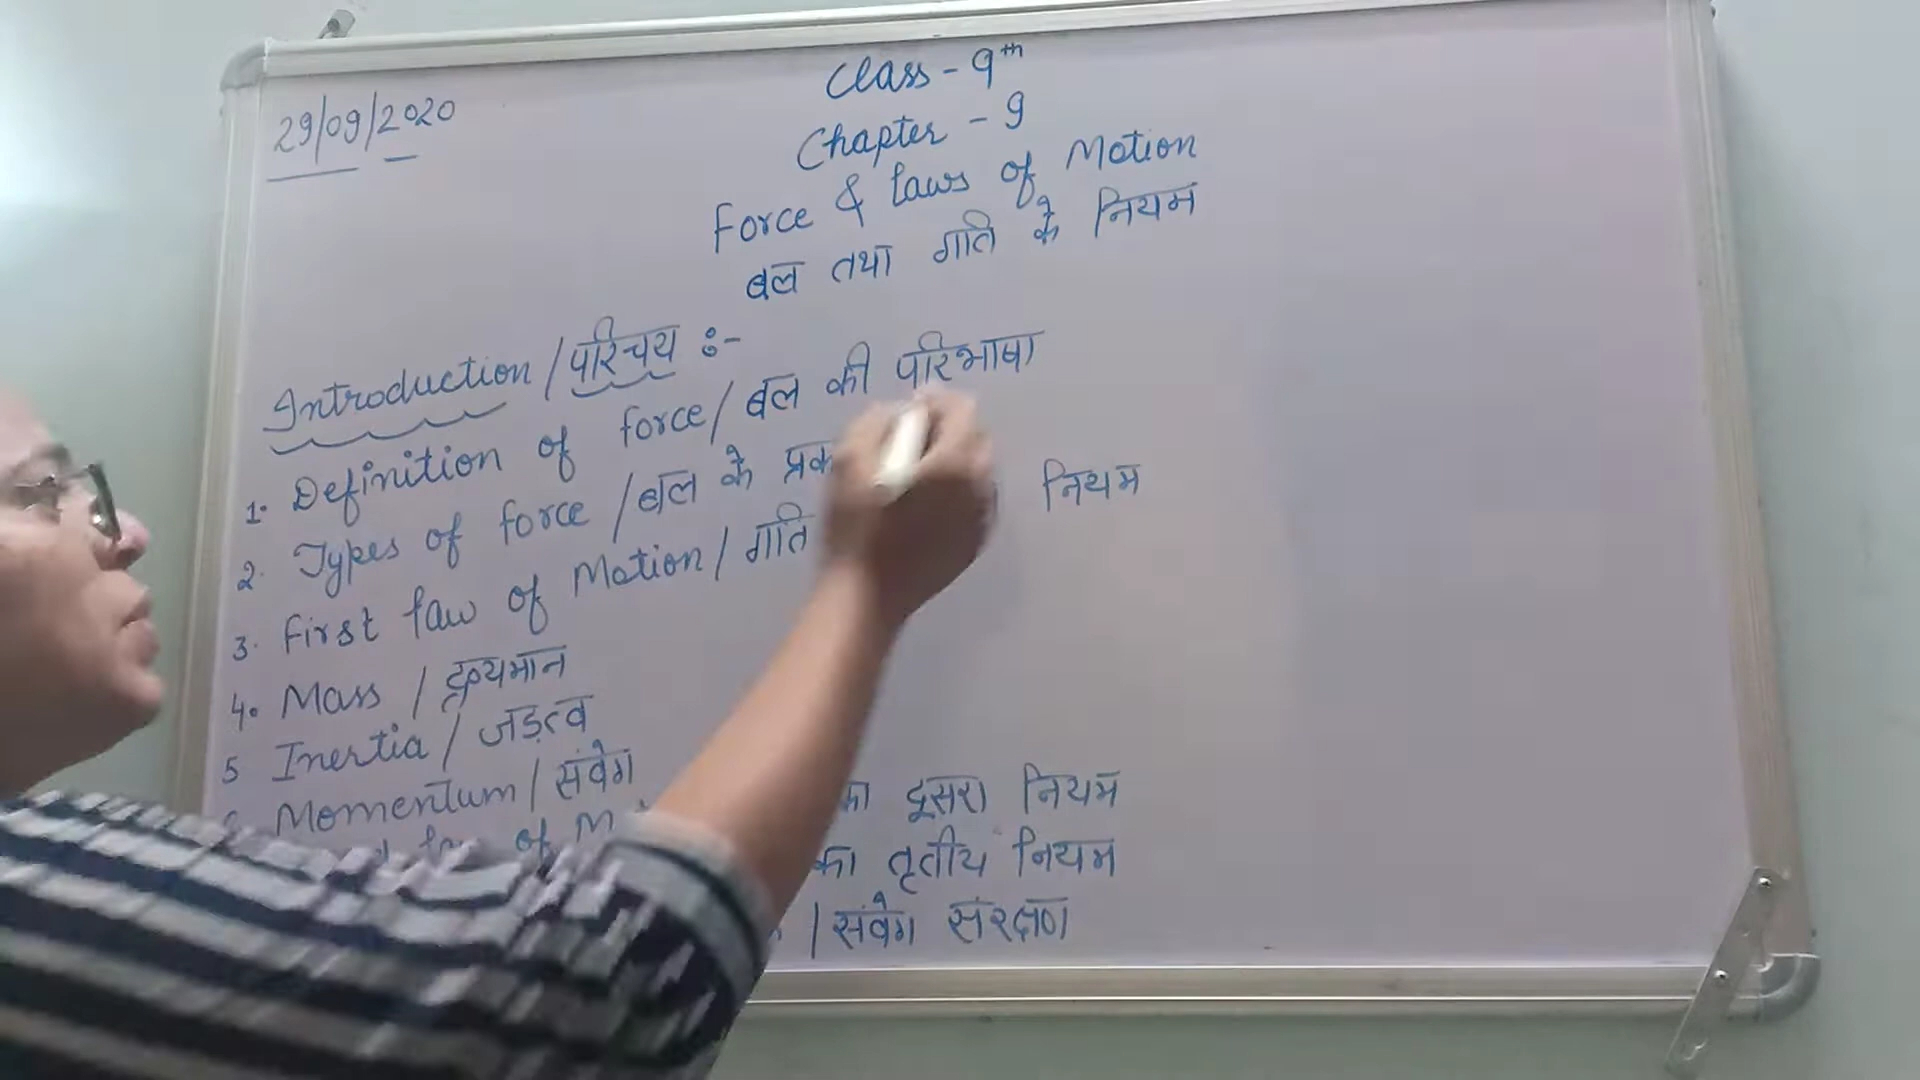 29/09/2020
Class - 9th
Chapter - 9
Force & laws of Motion
बल तथा गति के नियम
Introduction / परिचय :-
1. Definition of force / बल की परिभाषा
2. Types of force / बल के प्रक
3. First law of Motion / गति नियम
4. Mass / द्रव्यमान
5 Inertia / जड़त्व
Momentum / संवेग
of M का दूसरा नियम
का तृतीय नियम
/ संवेग संरक्षण